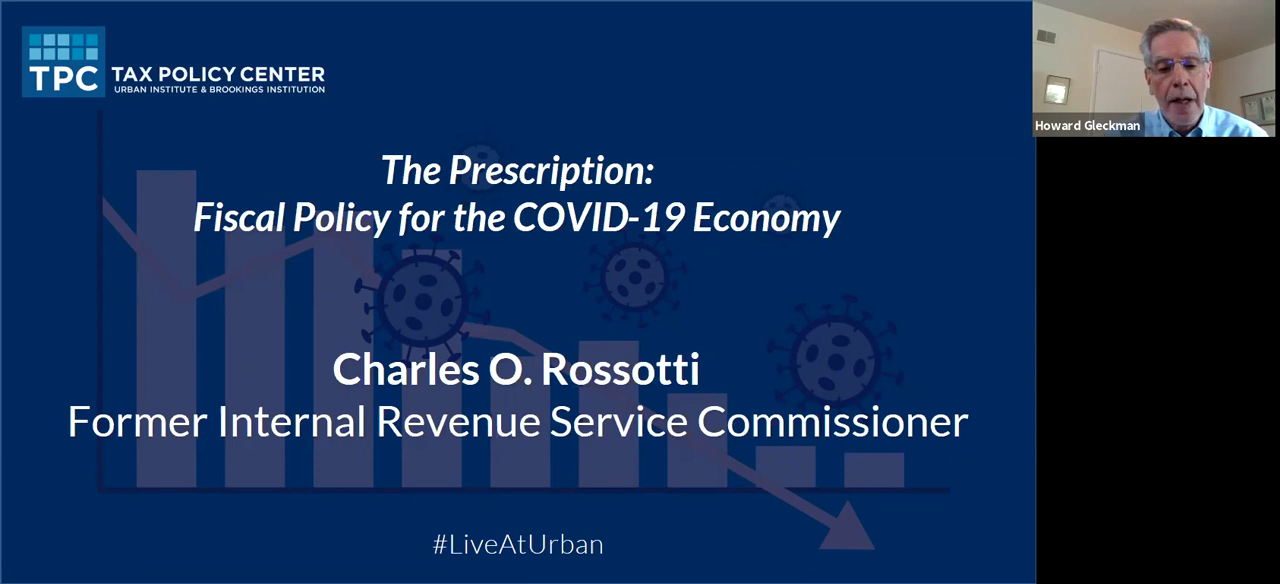 TPC
TAX POLICY CENTER
URBAN INSTITUTE & BROOKINGS INSTITUTION
Howard Gleckman
The Prescription:
Fiscal Policy for the COVID-19 Economy
Charles O. Rossotti
Former Internal Revenue Service Commissioner
#LiveAtUrban